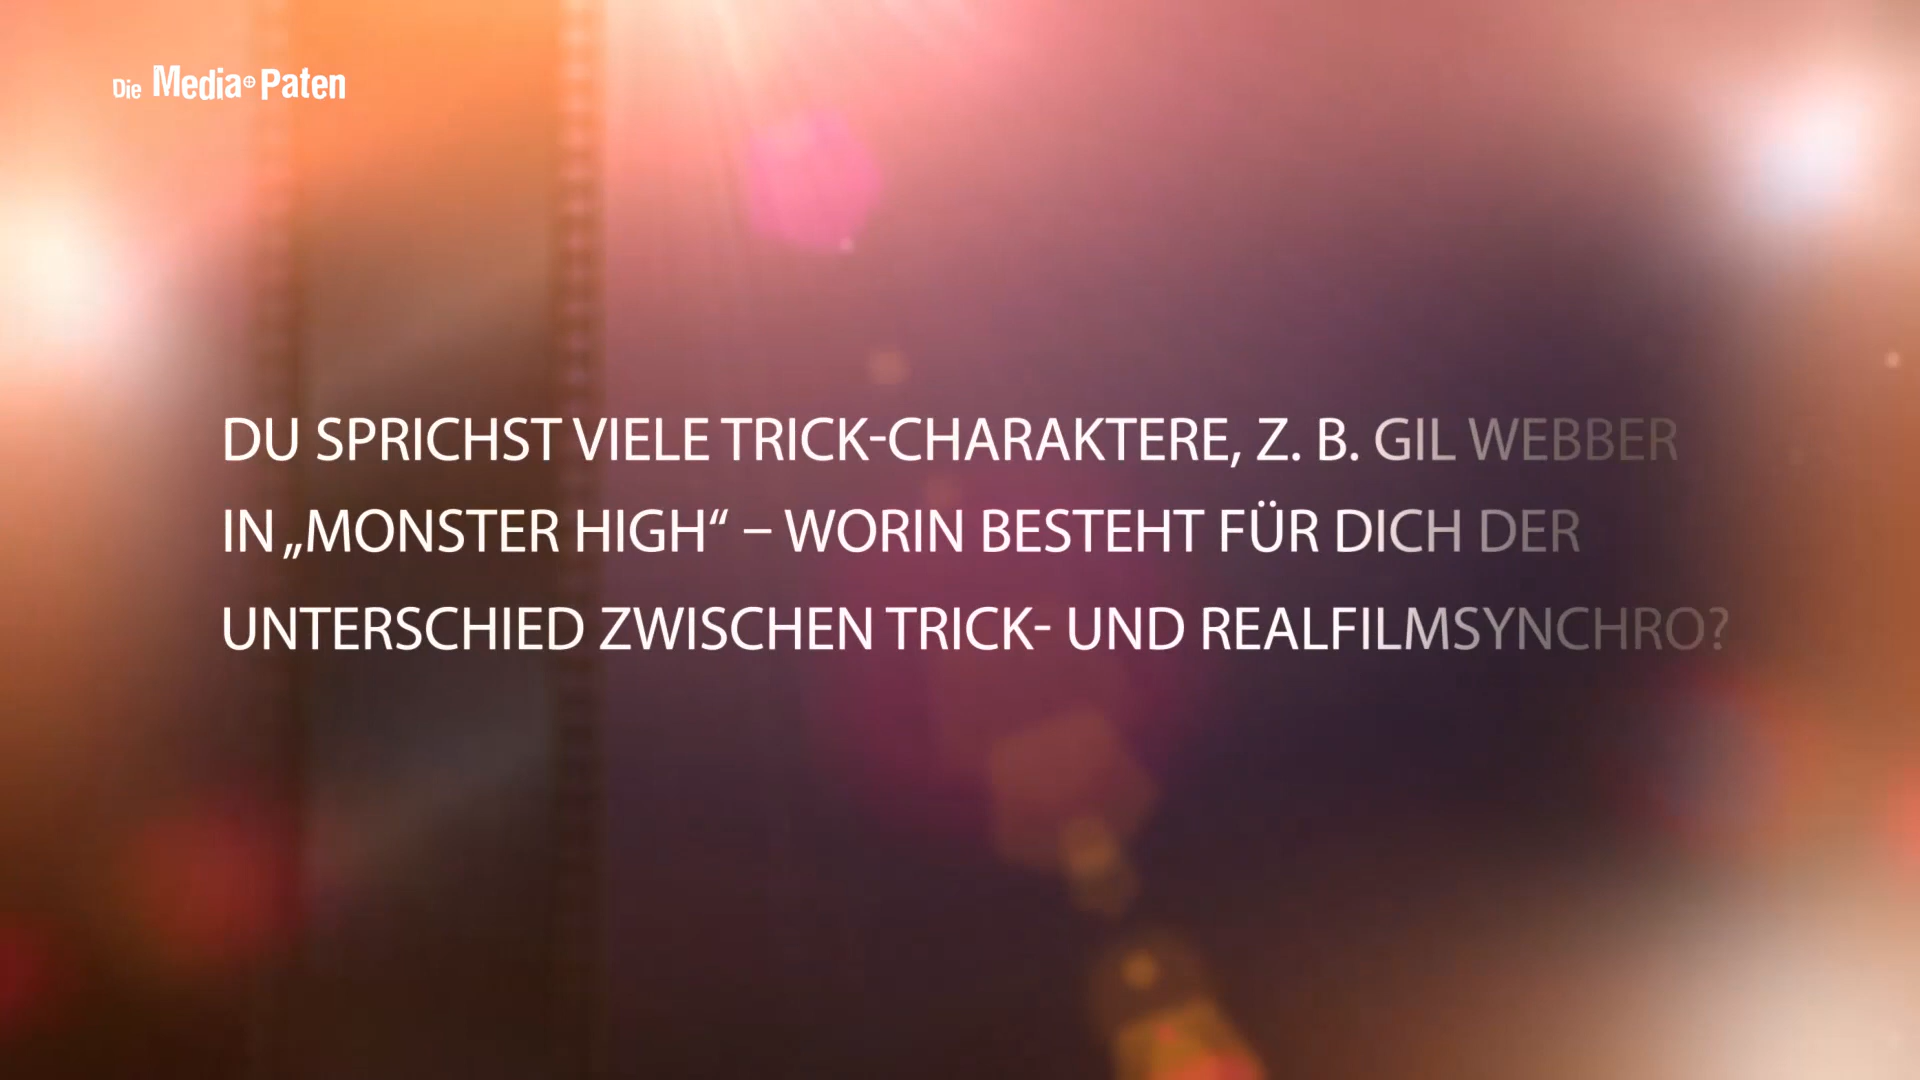 Die Media Paten
DU SPRICHST VIELE TRICK-CHARAKTERE, Z. B. GIL WEBBER
IN „MONSTER HIGH“ – WORIN BESTEHT FÜR DICH DER
UNTERSCHIED ZWISCHEN TRICK- UND REALFILMSYNCHRO?